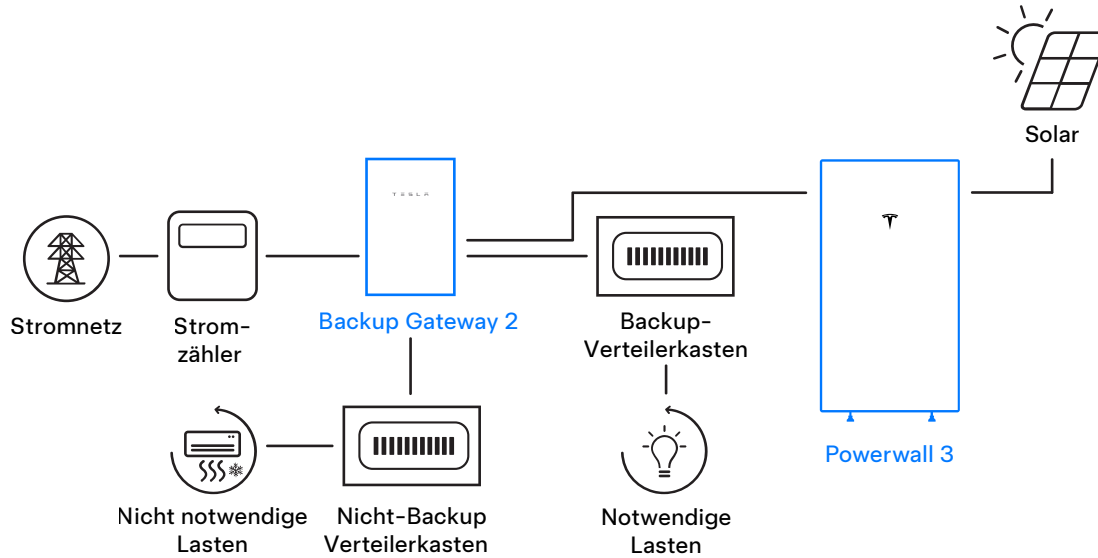 Solar
TESLA
Stromnetz
Strom-
zähler
Backup Gateway 2
Backup-
Verteilerkasten
Powerwall 3
Nicht notwendige
Lasten
Nicht-Backup
Verteilerkasten
Notwendige
Lasten